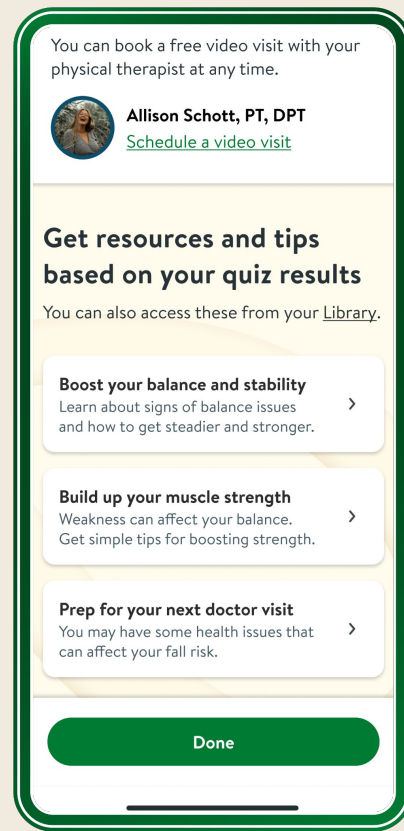 You can book a free video visit with your
physical therapist at any time.
Allison Schott, PT, DPT
Schedule a video visit
Get resources and tips
based on your quiz results
You can also access these from your Library.
Boost your balance and stability
Learn about signs of balance issues
and how to get steadier and stronger.
Build up your muscle strength
Weakness can affect your balance.
Get simple tips for boosting strength.
Prep for your next doctor visit
You may have some health issues that
can affect your fall risk.
Done